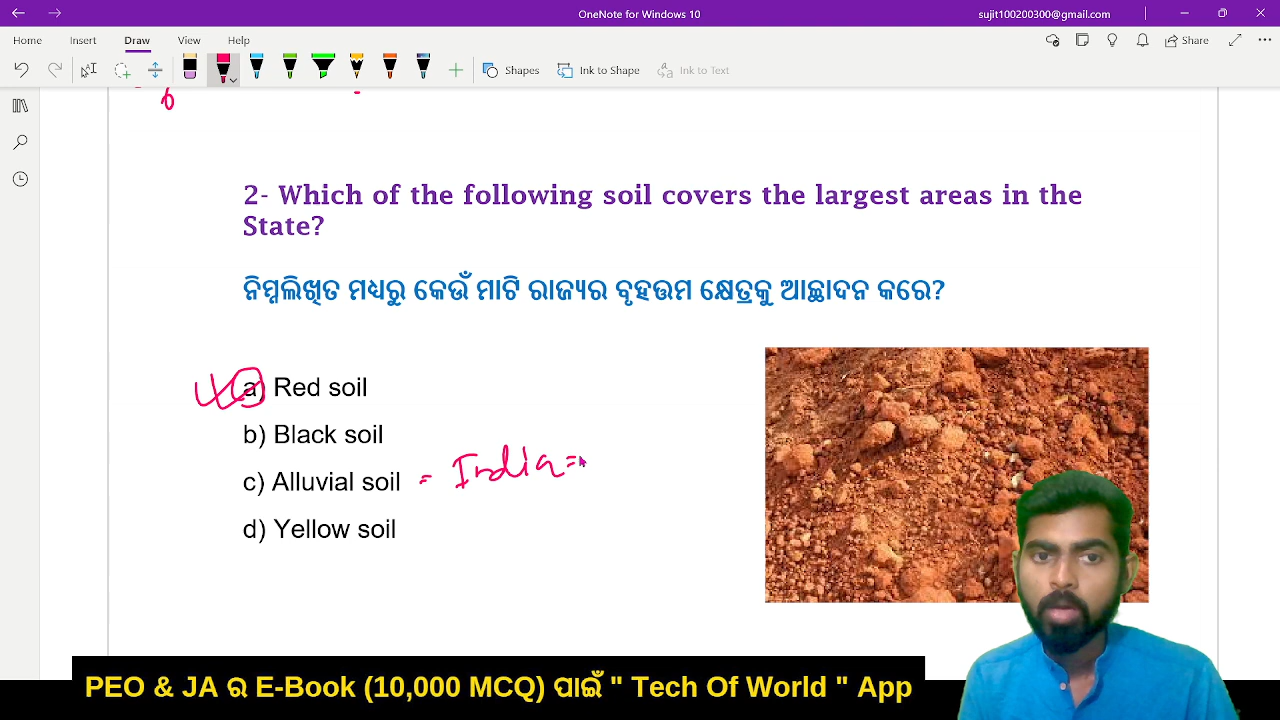 OneNote for Windows 10
sujit100200300@gmail.com
Home Insert Draw View Help
Share
Shapes Ink to Shape Ink to Text
2- Which of the following soil covers the largest areas in the
State?
ନିମ୍ନଲିଖିତ ମଧ୍ୟରୁ କେଉଁ ମାଟି ରାଜ୍ୟର ବୃହତ୍ତମ କ୍ଷେତ୍ରକୁ ଆଚ୍ଛାଦନ କରେ?
a) Red soil
b) Black soil
c) Alluvial soil = India =
d) Yellow soil
PEO & JA ର E-Book (10,000 MCQ) ପାଇଁ " Tech Of World " App